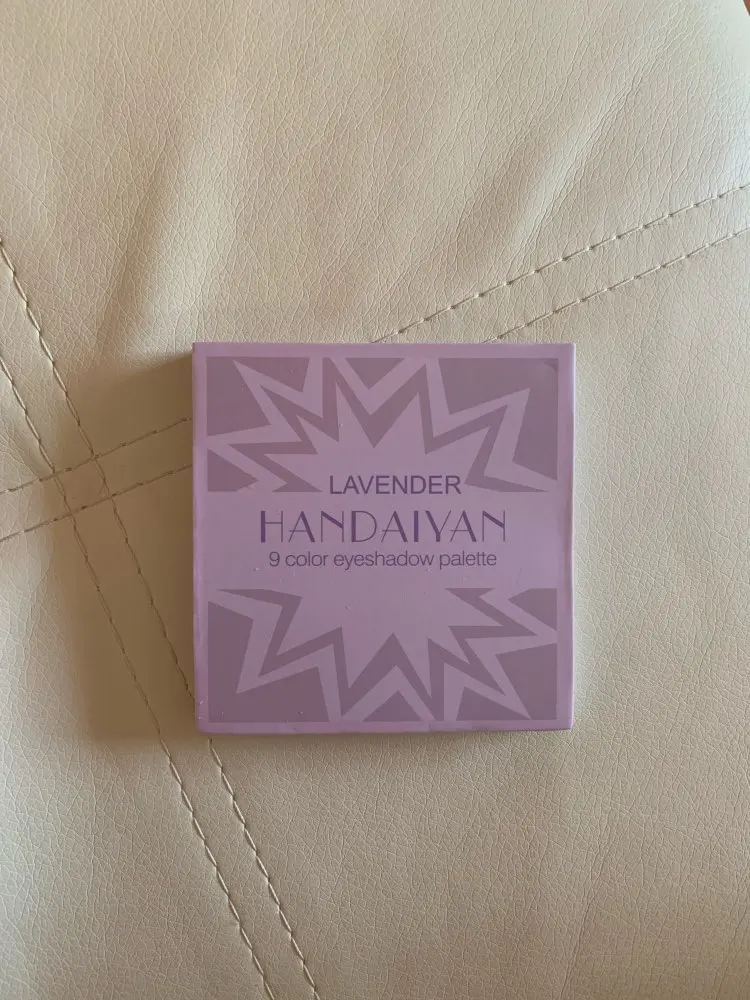 LAVENDER
HANDAIYAN
9 color eyeshadow palette